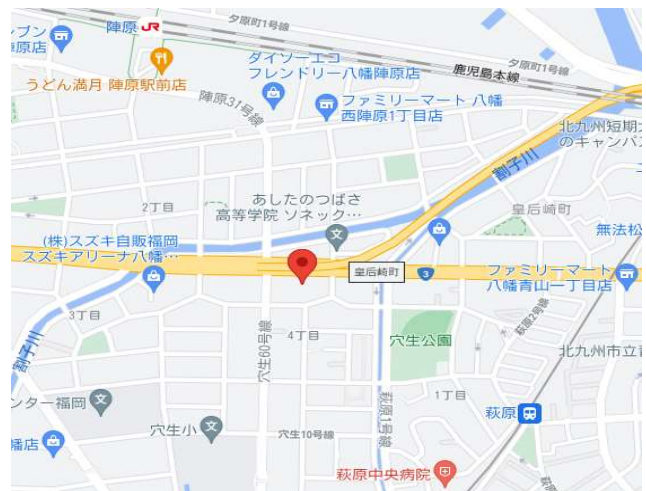 陣原 JR
夕原町1号線
ブン
陣原店
ダイソーエコ
フレンドリー八幡陣原店
夕原町1号線
鹿児島本線
うどん満月 陣原駅前店
陣原31号線
ファミリーマート 八幡
西陣原1丁目店
北九州短期大
のキャンパス
割子川
2丁目
あしたのつばさ
高等学院 ソネック…
皇后崎町
(株)スズキ自販福岡
スズキアリーナ八幡…
無法松
皇后崎町
3
ファミリーマート
八幡青山一丁目店
3丁目
穴生60号線
4丁目
穴生公園
萩原2号線
割子川
北九州市立
ンター福岡
1丁目
萩原
穴生小
穴生10号線
萩原1号線
幡店
萩原中央病院